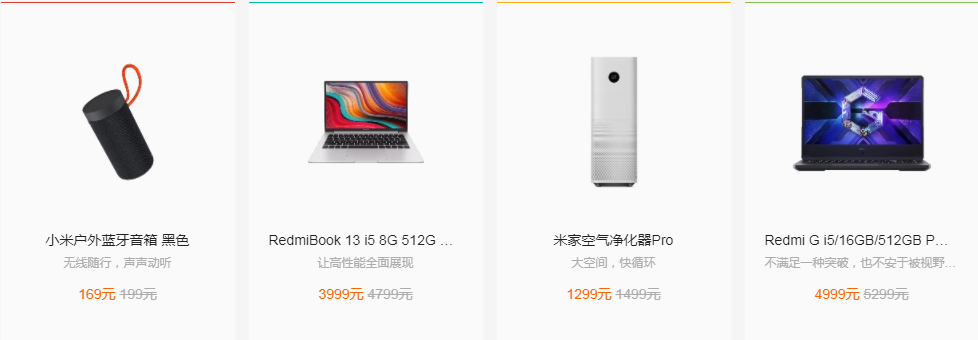 小米户外蓝牙音箱 黑色
无线随行，声声动听
169元 199元
RedmiBook 13 i5 8G 512G ...
让高性能全面展现
3999元 4799元
米家空气净化器Pro
大空间，快循环
1299元 1499元
Redmi G i5/16GB/512GB P...
不满足一种突破，也不安于被视野...
4999元 5299元